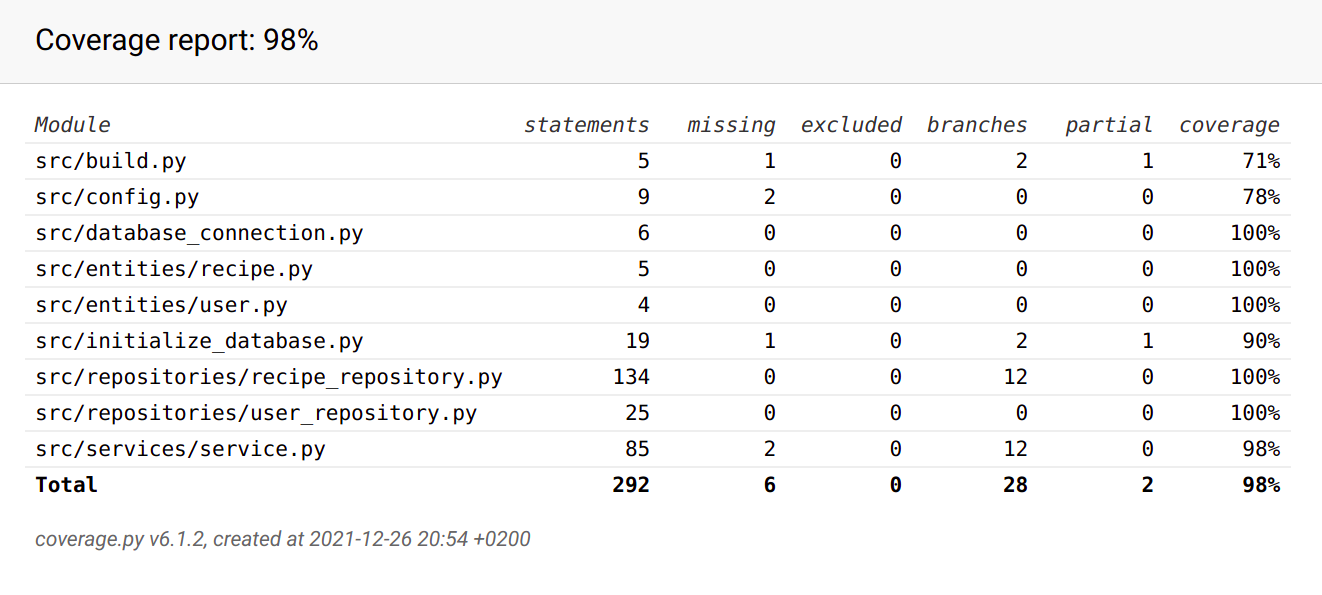 Coverage report: 98%
Module statements missing excluded branches partial coverage
src/build.py 5 1 0 2 1 71%
src/config.py 9 2 0 0 0 78%
src/database_connection.py 6 0 0 0 0 100%
src/entities/recipe.py 5 0 0 0 0 100%
src/entities/user.py 4 0 0 0 0 100%
src/initialize_database.py 19 1 0 2 1 90%
src/repositories/recipe_repository.py 134 0 0 12 0 100%
src/repositories/user_repository.py 25 0 0 0 0 100%
src/services/service.py 85 2 0 12 0 98%
Total 292 6 0 28 2 98%
coverage.py v6.1.2, created at 2021-12-26 20:54 +0200